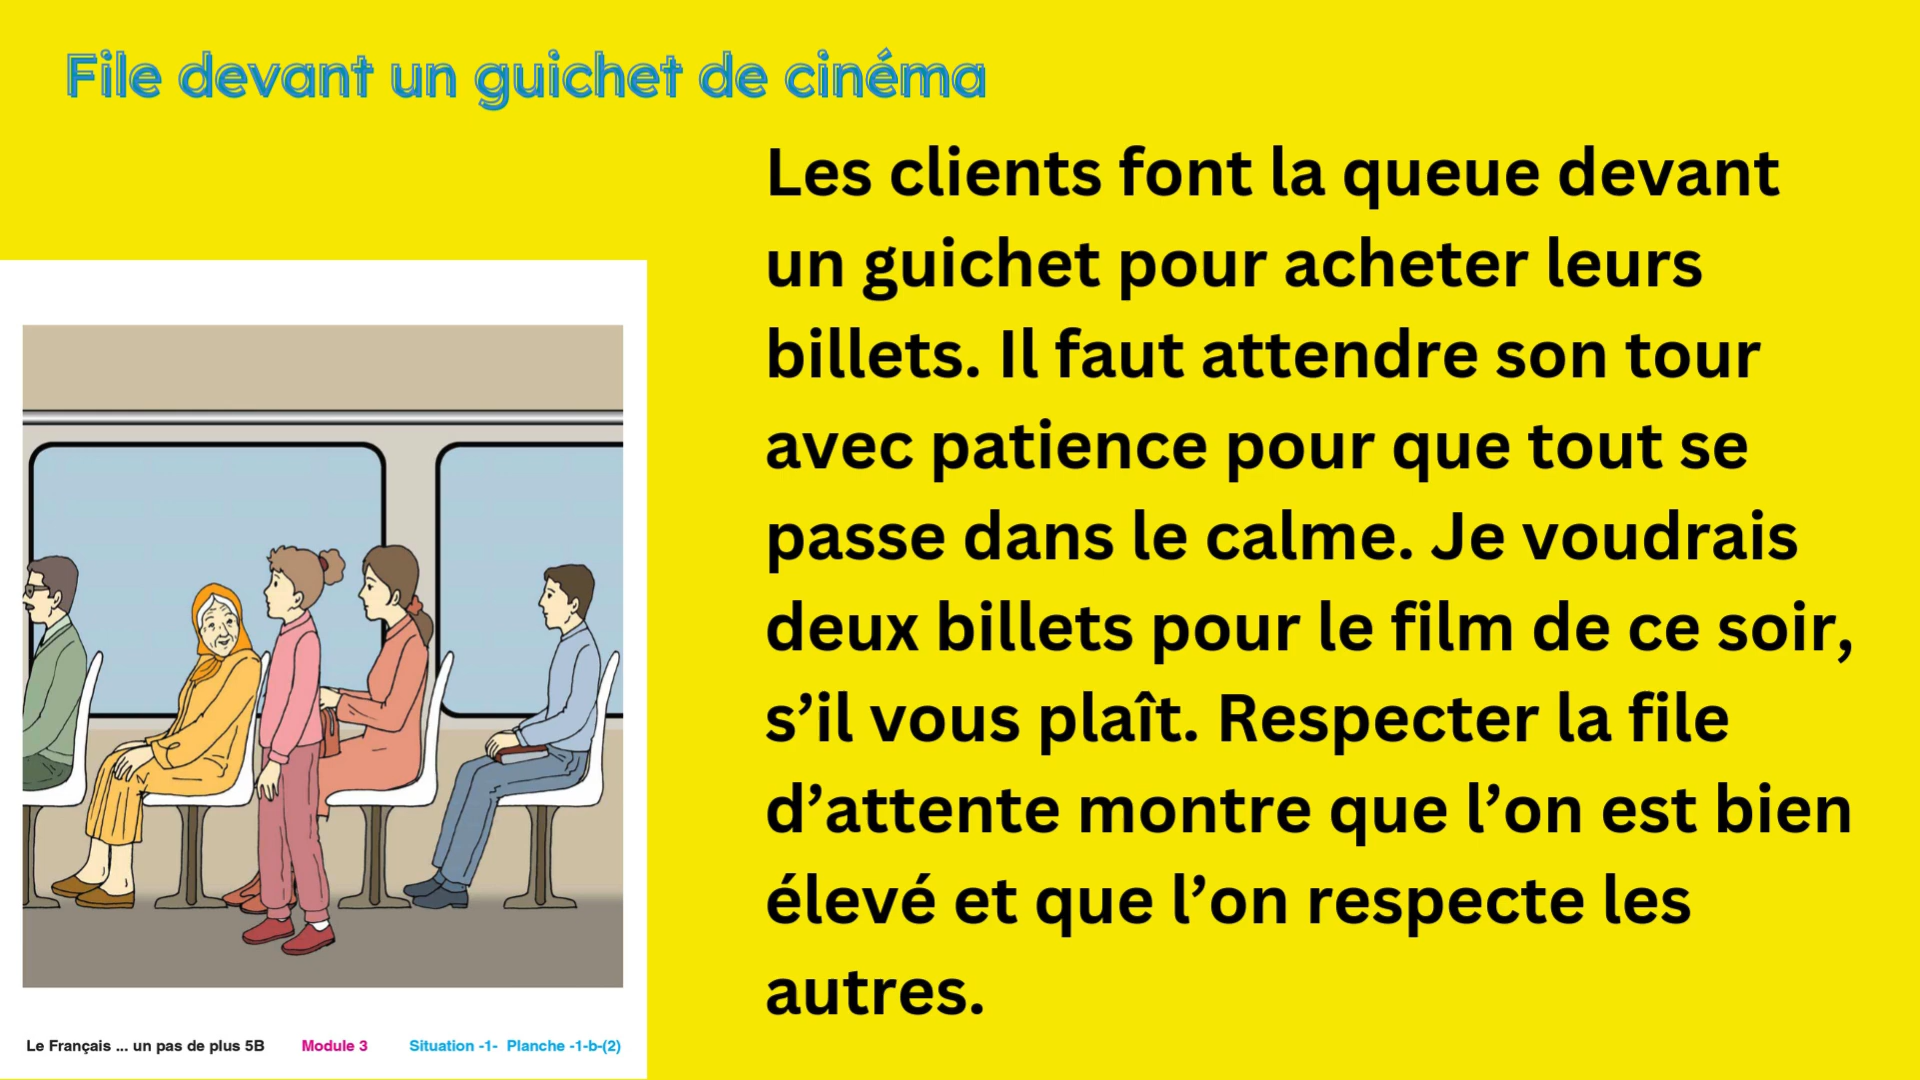 File devant un guichet de cinéma
Les clients font la queue devant
un guichet pour acheter leurs
billets. Il faut attendre son tour
avec patience pour que tout se
passe dans le calme. Je voudrais
deux billets pour le film de ce soir,
s’il vous plaît. Respecter la file
d’attente montre que l’on est bien
élevé et que l’on respecte les
autres.
Le Français ... un pas de plus 5B Module 3 Situation -1- Planche -1-b-(2)